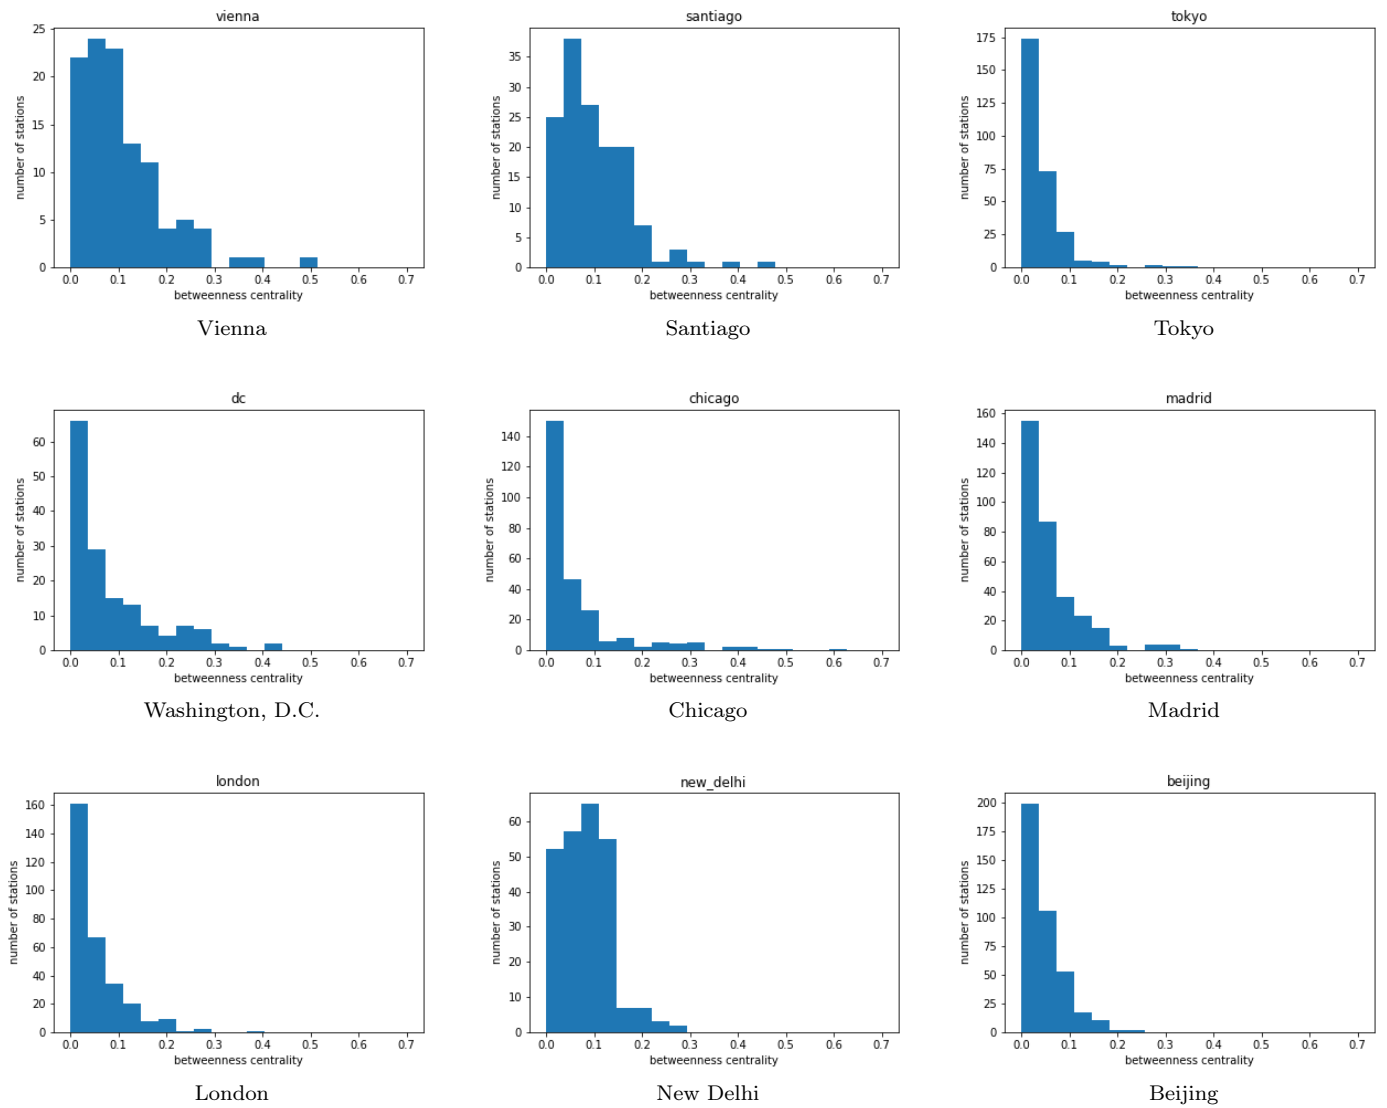 vienna
25
20
15
10
5
0
number of stations
0.0 0.1 0.2 0.3 0.4 0.5 0.6 0.7
betweenness centrality
Vienna
santiago
35
30
25
20
15
10
5
0
number of stations
0.0 0.1 0.2 0.3 0.4 0.5 0.6 0.7
betweenness centrality
Santiago
tokyo
175
150
125
100
75
50
25
0
number of stations
0.0 0.1 0.2 0.3 0.4 0.5 0.6 0.7
betweenness centrality
Tokyo
dc
60
50
40
30
20
10
0
number of stations
0.0 0.1 0.2 0.3 0.4 0.5 0.6 0.7
betweenness centrality
Washington, D.C.
chicago
140
120
100
80
60
40
20
0
number of stations
0.0 0.1 0.2 0.3 0.4 0.5 0.6 0.7
betweenness centrality
Chicago
madrid
160
140
120
100
80
60
40
20
0
number of stations
0.0 0.1 0.2 0.3 0.4 0.5 0.6 0.7
betweenness centrality
Madrid
london
160
140
120
100
80
60
40
20
0
number of stations
0.0 0.1 0.2 0.3 0.4 0.5 0.6 0.7
betweenness centrality
London
new_delhi
60
50
40
30
20
10
0
number of stations
0.0 0.1 0.2 0.3 0.4 0.5 0.6 0.7
betweenness centrality
New Delhi
beijing
200
175
150
125
100
75
50
25
0
number of stations
0.0 0.1 0.2 0.3 0.4 0.5 0.6 0.7
betweenness centrality
Beijing